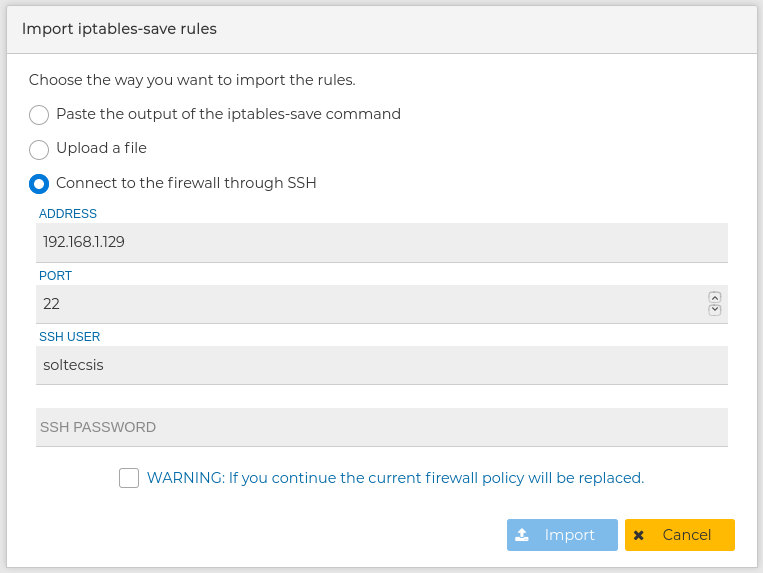 Import iptables-save rules
Choose the way you want to import the rules.
Paste the output of the iptables-save command
Upload a file
Connect to the firewall through SSH
ADDRESS
192.168.1.129
PORT
22
SSH USER
soltecsis
SSH PASSWORD
WARNING: If you continue the current firewall policy will be replaced.
Import Cancel